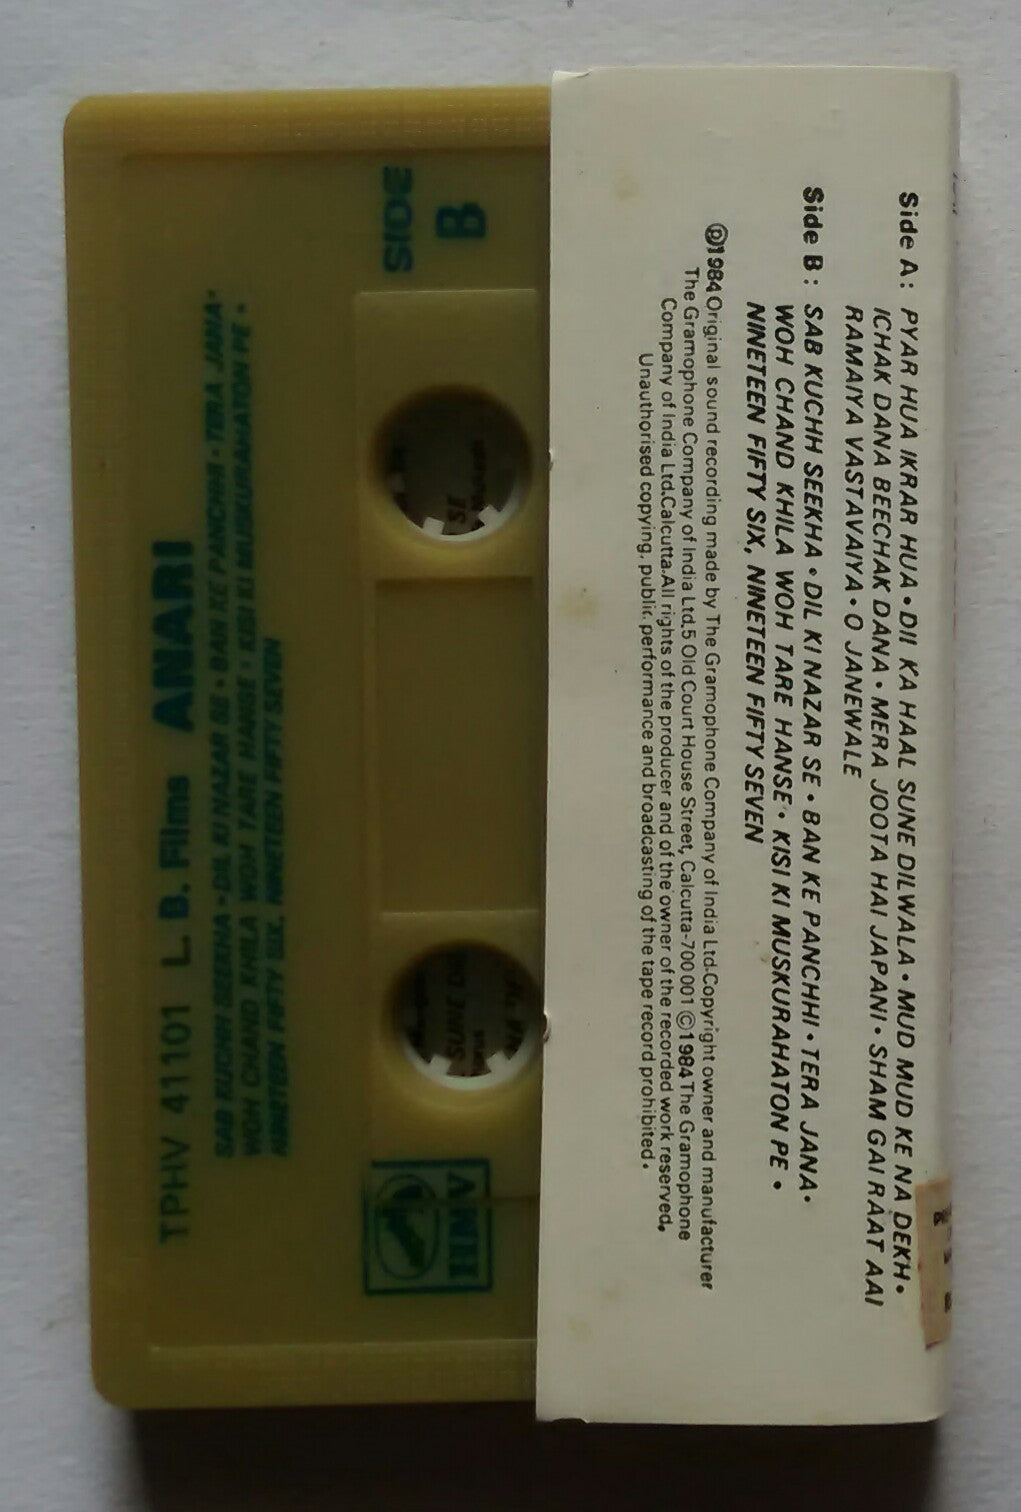 Side A: PYAR HUA IKRAR HUA • DIL KA HAAL SUNE DILWALA • MUD MUD KE NA DEKH •
ICHAK DANA BEECHAK DANA • MERA JOOTA HAI JAPANI • SHAM GAI RAAT AAI
RAMAIYA VASTAVAIYA • O JANEWALE
Side B: SAB KUCHH SEEKHA • DIL KI NAZAR SE • BAN KE PANCHHI • TERA JANA •
WOH CHAND KHILA WOH TARE HANSE • KISI KI MUSKURAHATON PE •
NINETEEN FIFTY SIX, NINETEEN FIFTY SEVEN
Ⓟ1984 Original sound recording made by The Gramophone Company of India Ltd. Copyright owner and manufacturer
The Gramophone Company of India Ltd, 5 Old Court House Street, Calcutta-700 001 © 1984 The Gramophone
Company of India Ltd. Calcutta. All rights of the producer and of the owner of the recorded work reserved.
Unauthorised copying, public performance and broadcasting of the tape record prohibited.
SIDE
B
HMV
TPHV 41101 L. B. Films ANARI
SAB KUCHH SEEKHA • DIL KI NAZAR SE • BAN KE PANCHHI • TERA JANA •
WOH CHAND KHILA WOH TARE HANSE • KISI KI MUSKURAHATON PE •
NINETEEN FIFTY SIX, NINETEEN FIFTY SEVEN